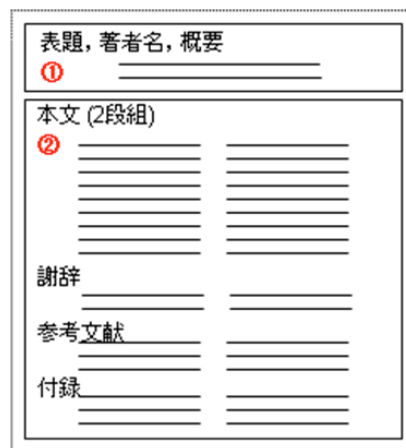 表題, 著者名, 概要
①
本文 (2段組)
②
謝辞
参考文献
付録